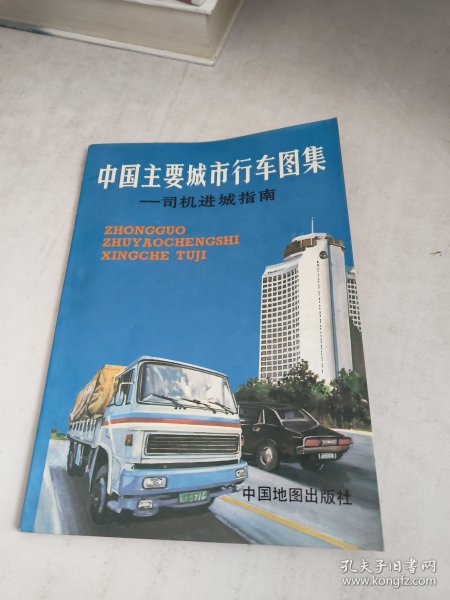 中国主要城市行车图集
—司机进城指南
ZHONGGUO
ZHUYAOCHENGSHI
XINGCHE TUJI
中国地图出版社
孔夫子旧书网
www.kongfz.com